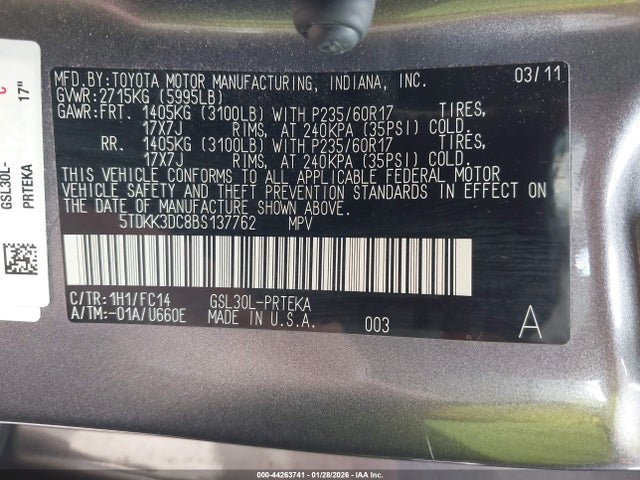 MFD. BY: TOYOTA MOTOR MANUFACTURING, INDIANA, INC. 03/11
GVWR: 2715KG (5995LB)
GAWR: FRT. 1405KG (3100LB) WITH P235/60R17 TIRES,
17X7J RIMS, AT 240KPA (35PSI) COLD.
RR. 1405KG (3100LB) WITH P235/60R17 TIRES,
17X7J RIMS, AT 240KPA (35PSI) COLD.
THIS VEHICLE CONFORMS TO ALL APPLICABLE FEDERAL MOTOR
VEHICLE SAFETY AND THEFT PREVENTION STANDARDS IN EFFECT ON
THE DATE OF MANUFACTURE SHOWN ABOVE.
5TDKK3DC8BS137762 MPV
C/TR: 1H1/FC14 GSL30L-PRTEKA
A/TM: -01A/U660E MADE IN U.S.A. 003 A
C
17"
GSL30L-
PRTEKA
000-44263741 - 01/28/2026 - IAA Inc.